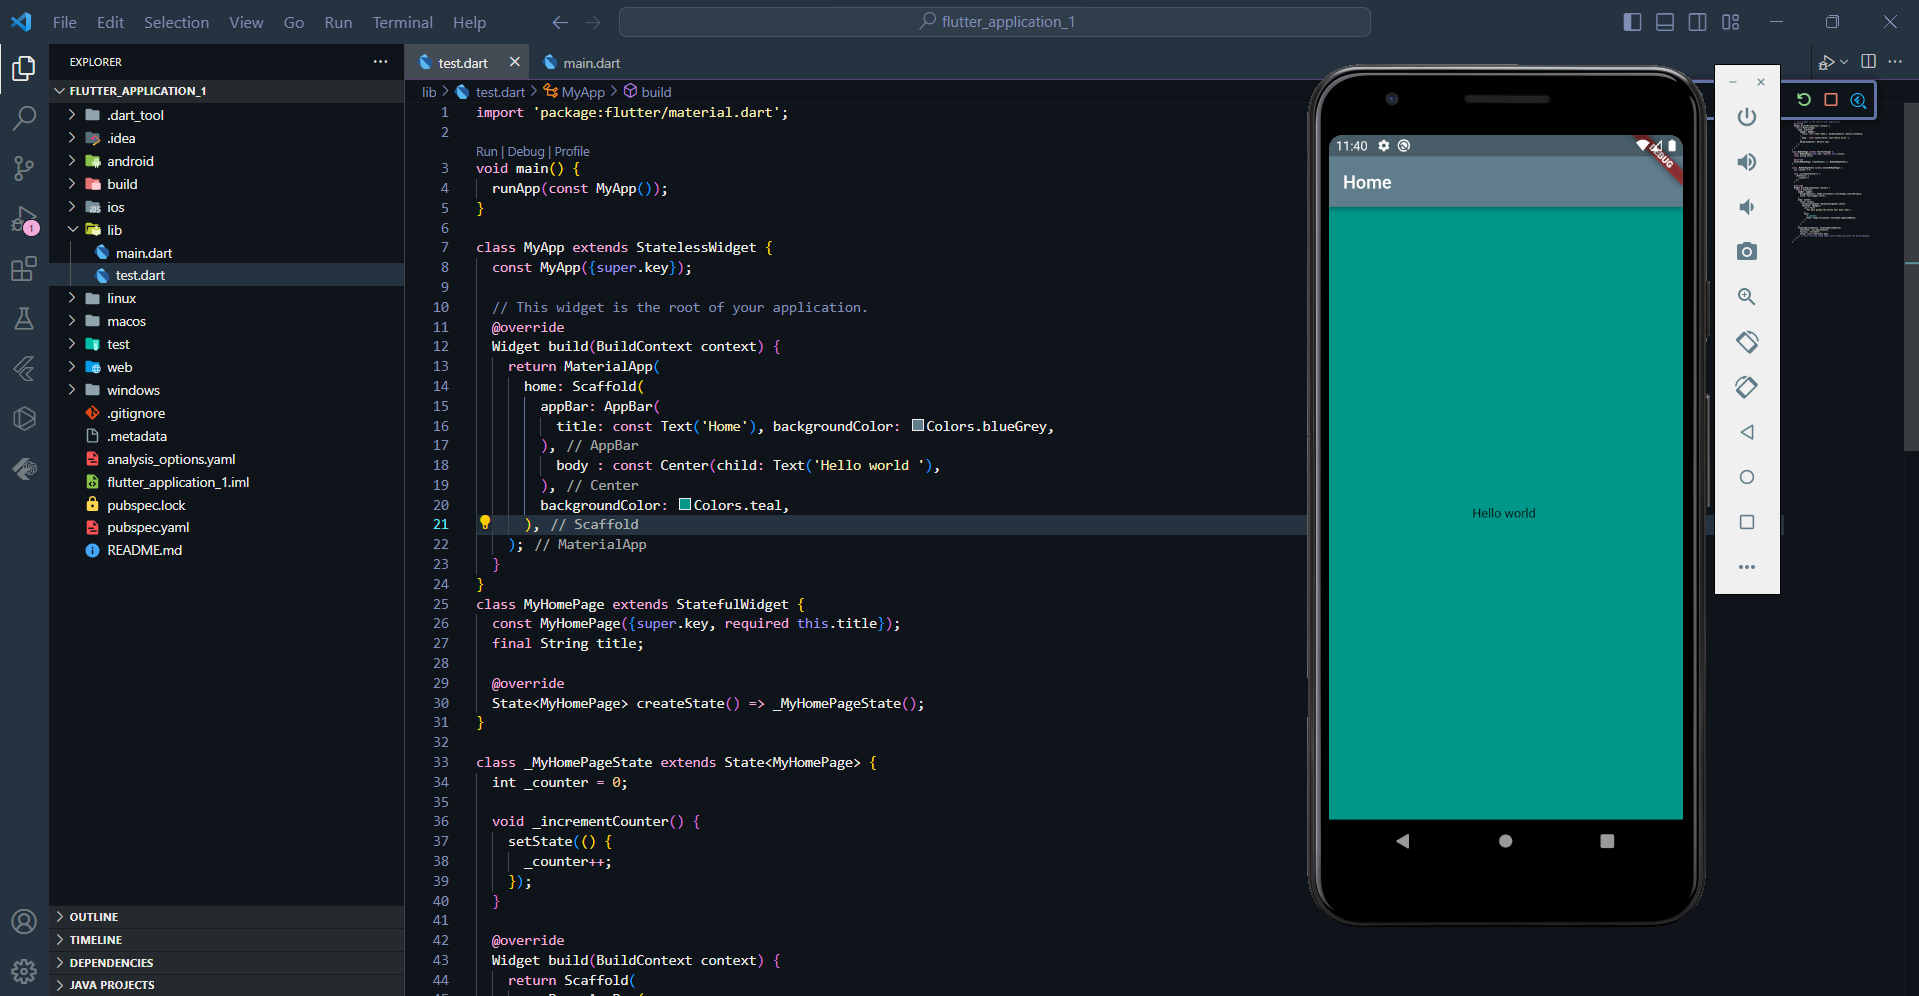 File Edit Selection View Go Run Terminal Help
flutter_application_1
EXPLORER
FLUTTER_APPLICATION_1
.dart_tool
.idea
android
build
ios
lib
main.dart
test.dart
linux
macos
test
web
windows
.gitignore
.metadata
analysis_options.yaml
flutter_application_1.iml
pubspec.lock
pubspec.yaml
README.md
OUTLINE
TIMELINE
DEPENDENCIES
JAVA PROJECTS
1
test.dart
main.dart
lib > test.dart > MyApp > build
1 import 'package:flutter/material.dart';
2
Run | Debug | Profile
3 void main() {
4 runApp(const MyApp());
5 }
6
7 class MyApp extends StatelessWidget {
8 const MyApp({super.key});
9
10 // This widget is the root of your application.
11 @override
12 Widget build(BuildContext context) {
13 return MaterialApp(
14 home: Scaffold(
15 appBar: AppBar(
16 title: const Text('Home'), backgroundColor: Colors.blueGrey,
17 ), // AppBar
18 body : const Center(child: Text('Hello world '),
19 ), // Center
20 backgroundColor: Colors.teal,
21 ), // Scaffold
22 ); // MaterialApp
23 }
24 }
25 class MyHomePage extends StatefulWidget {
26 const MyHomePage({super.key, required this.title});
27 final String title;
28
29 @override
30 State<MyHomePage> createState() => _MyHomePageState();
31 }
32
33 class _MyHomePageState extends State<MyHomePage> {
34 int _counter = 0;
35
36 void _incrementCounter() {
37 setState(() {
38 _counter++;
39 });
40 }
41
42 @override
43 Widget build(BuildContext context) {
44 return Scaffold(
11:40
DEBUG
Home
Hello world